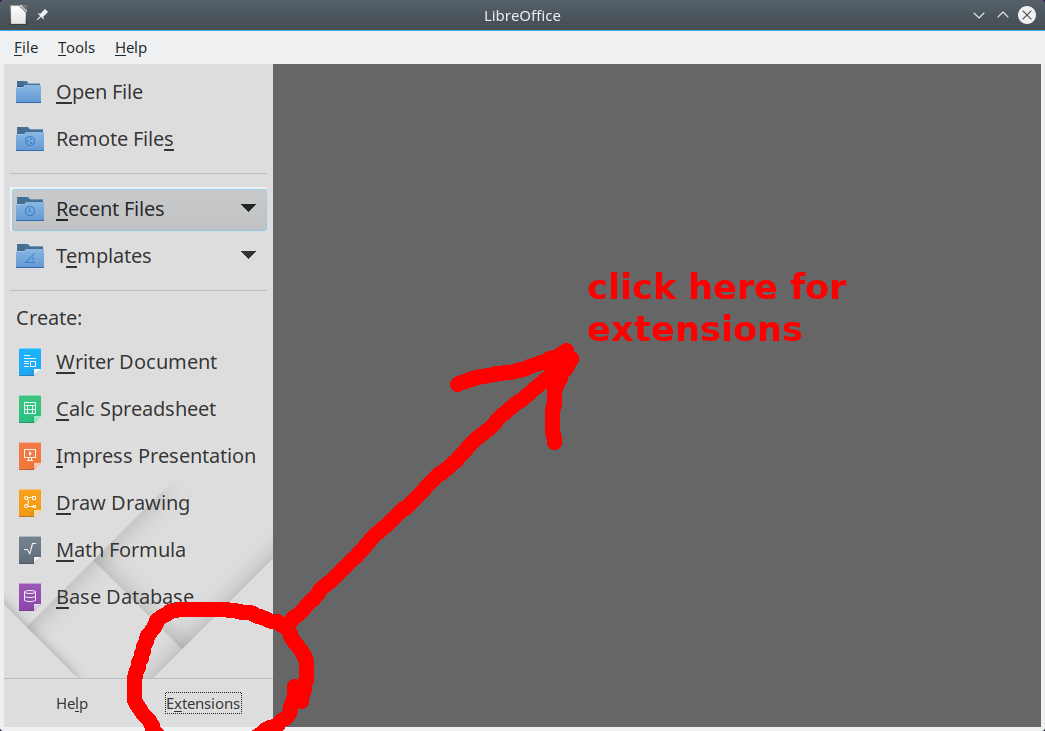 LibreOffice
File Tools Help
Open File
Remote Files
Recent Files
Templates
Create:
Writer Document
Calc Spreadsheet
Impress Presentation
Draw Drawing
Math Formula
Base Database
Help Extensions
click here for
extensions